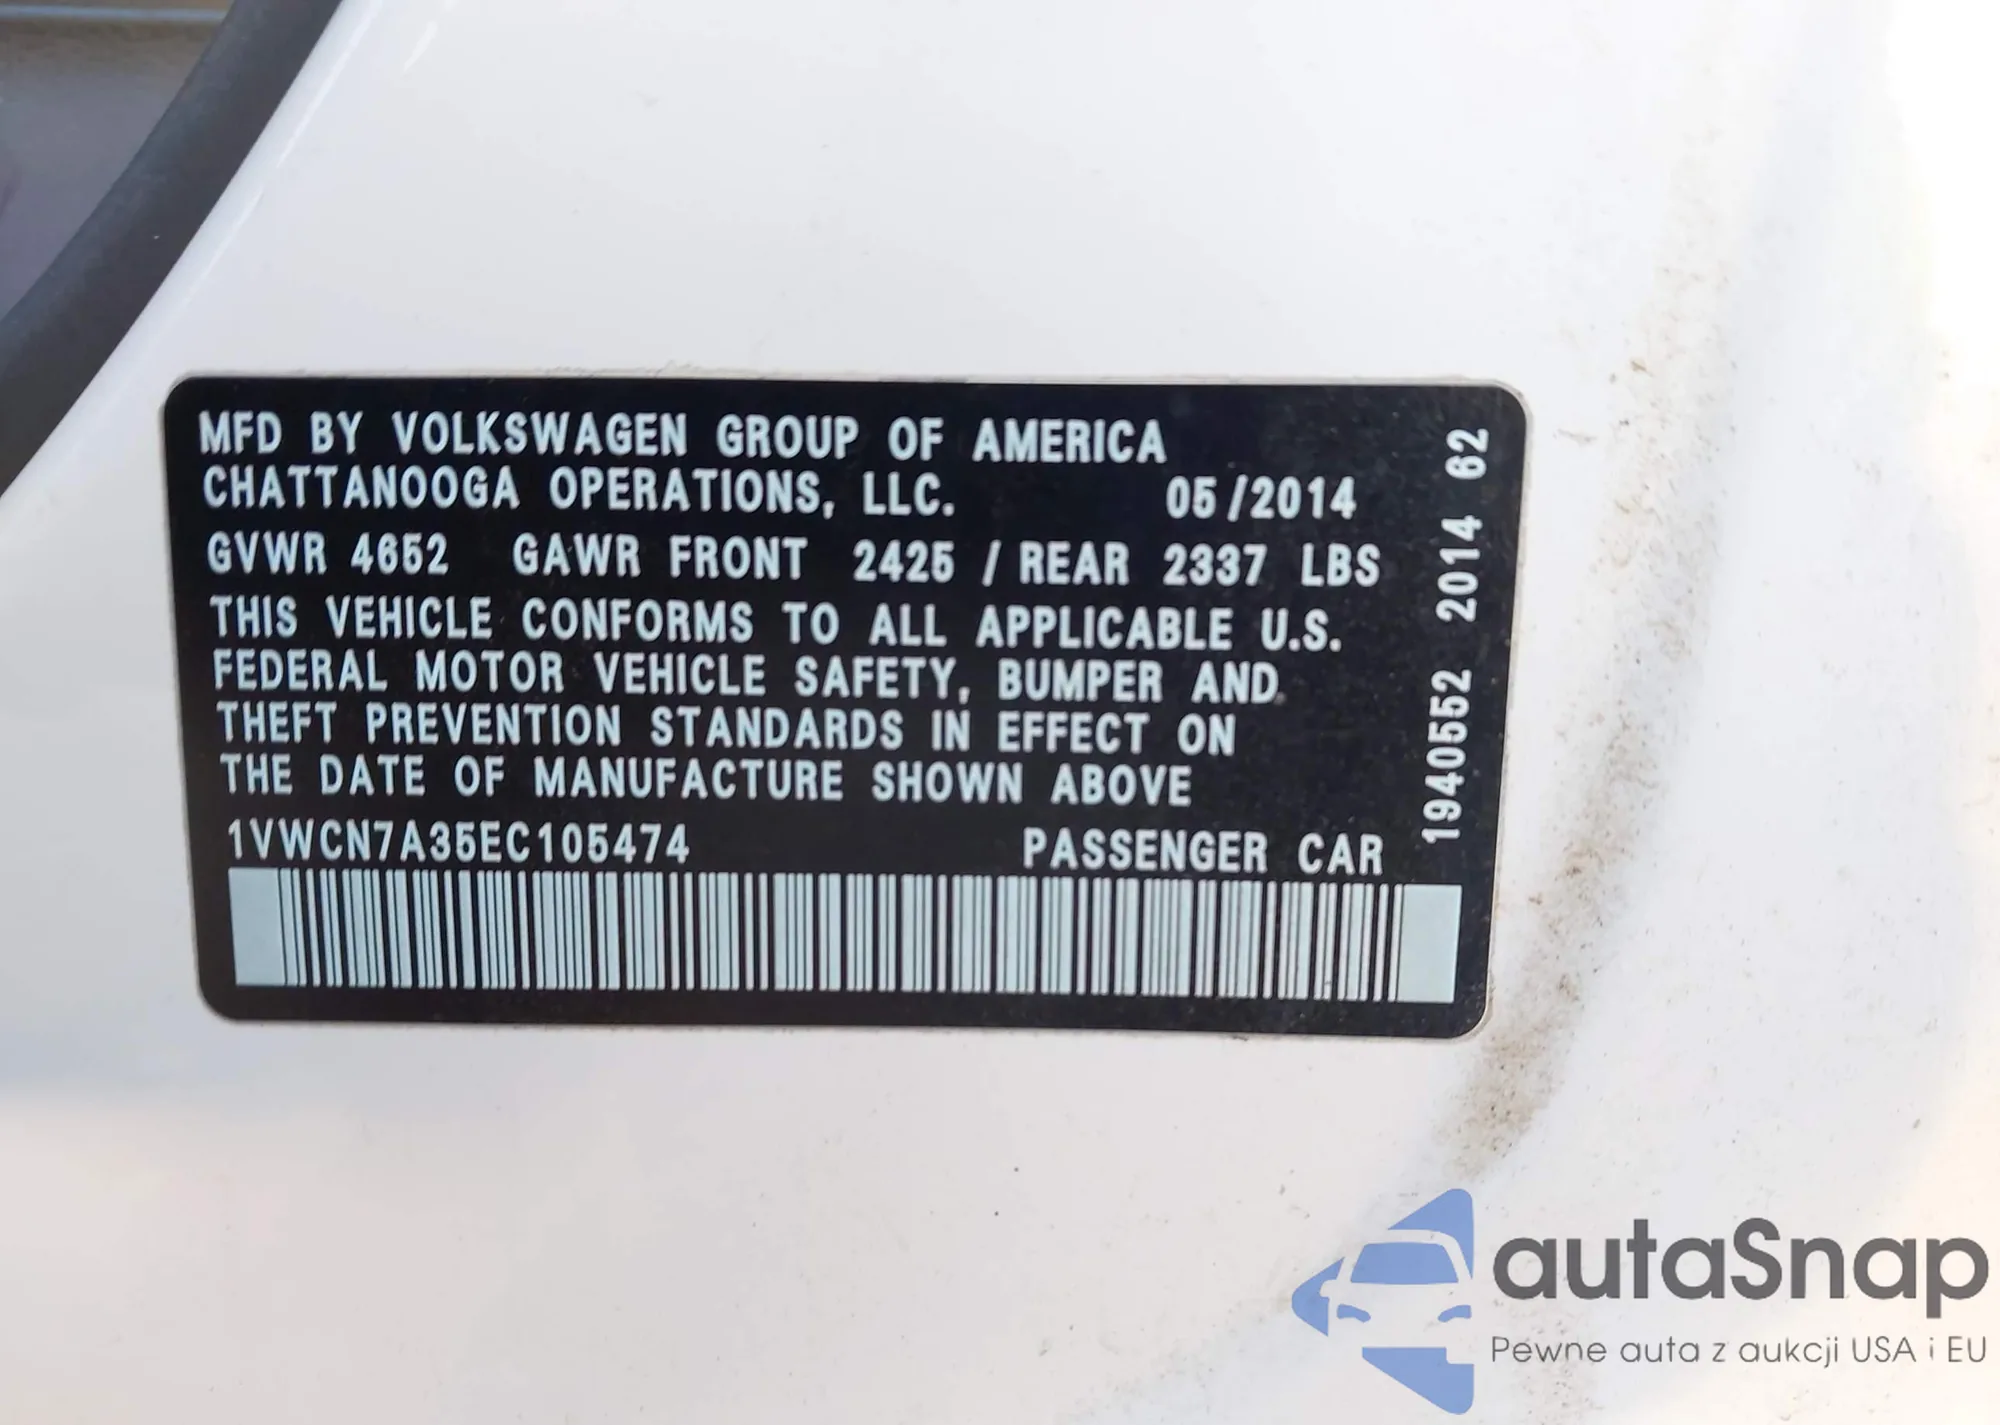 MFD BY VOLKSWAGEN GROUP OF AMERICA
CHATTANOOGA OPERATIONS, LLC. 05/2014
GVWR 4652 GAWR FRONT 2425 / REAR 2337 LBS
THIS VEHICLE CONFORMS TO ALL APPLICABLE U.S.
FEDERAL MOTOR VEHICLE SAFETY, BUMPER AND
THEFT PREVENTION STANDARDS IN EFFECT ON
THE DATE OF MANUFACTURE SHOWN ABOVE
1VWCN7A35EC105474 PASSENGER CAR
1940552 2014 62
autaSnap
Pewne auta z aukcji USA i EU